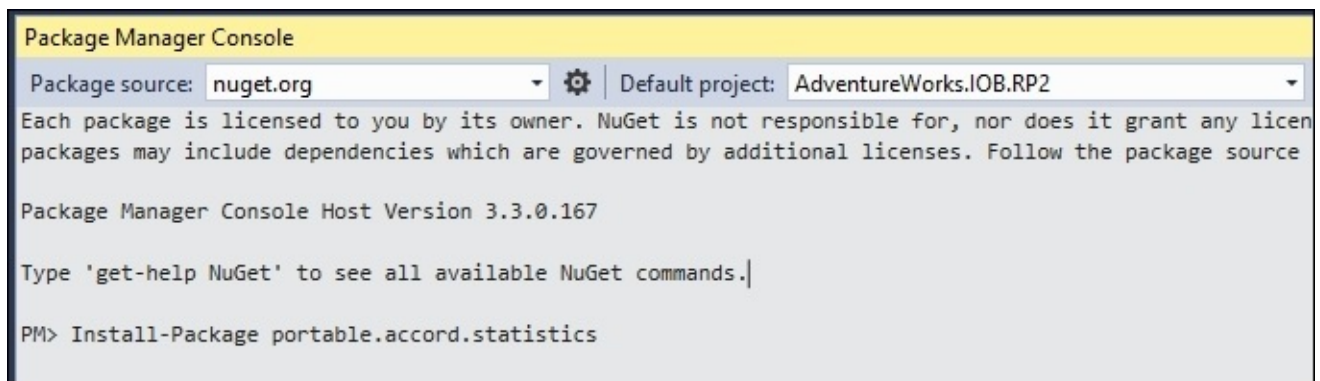 Package Manager Console
Package source: nuget.org Default project: AdventureWorks.IOB.RP2
Each package is licensed to you by its owner. NuGet is not responsible for, nor does it grant any licen
packages may include dependencies which are governed by additional licenses. Follow the package source
Package Manager Console Host Version 3.3.0.167
Type 'get-help NuGet' to see all available NuGet commands.
PM> Install-Package portable.accord.statistics